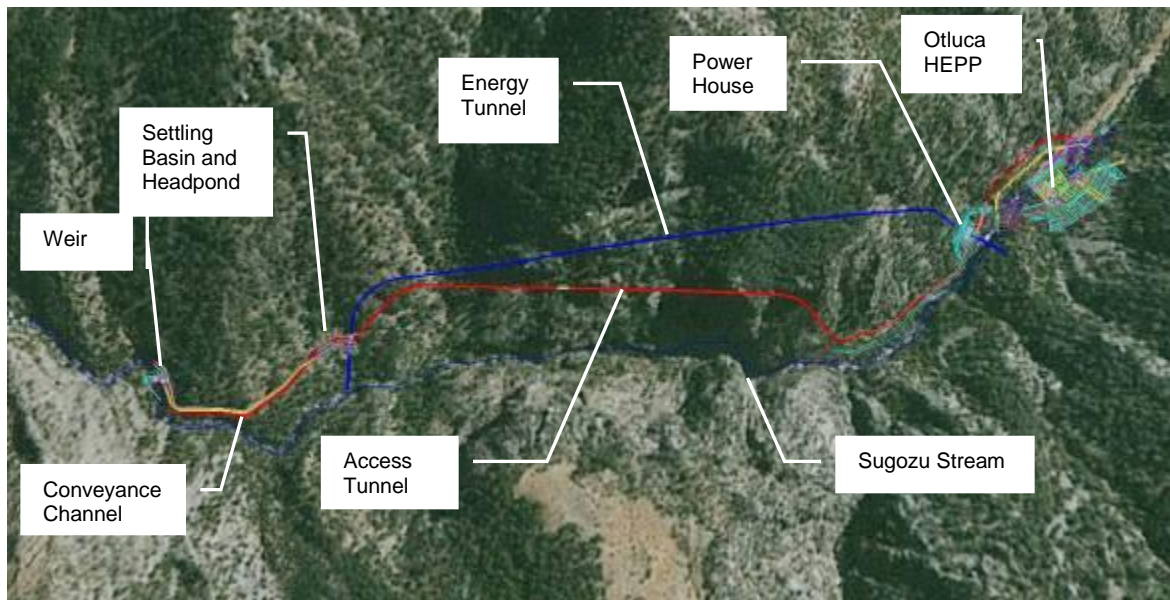 Otluca
HEPP
Power
House
Energy
Tunnel
Settling
Basin and
Headpond
Weir
Access
Tunnel
Sugozu Stream
Conveyance
Channel